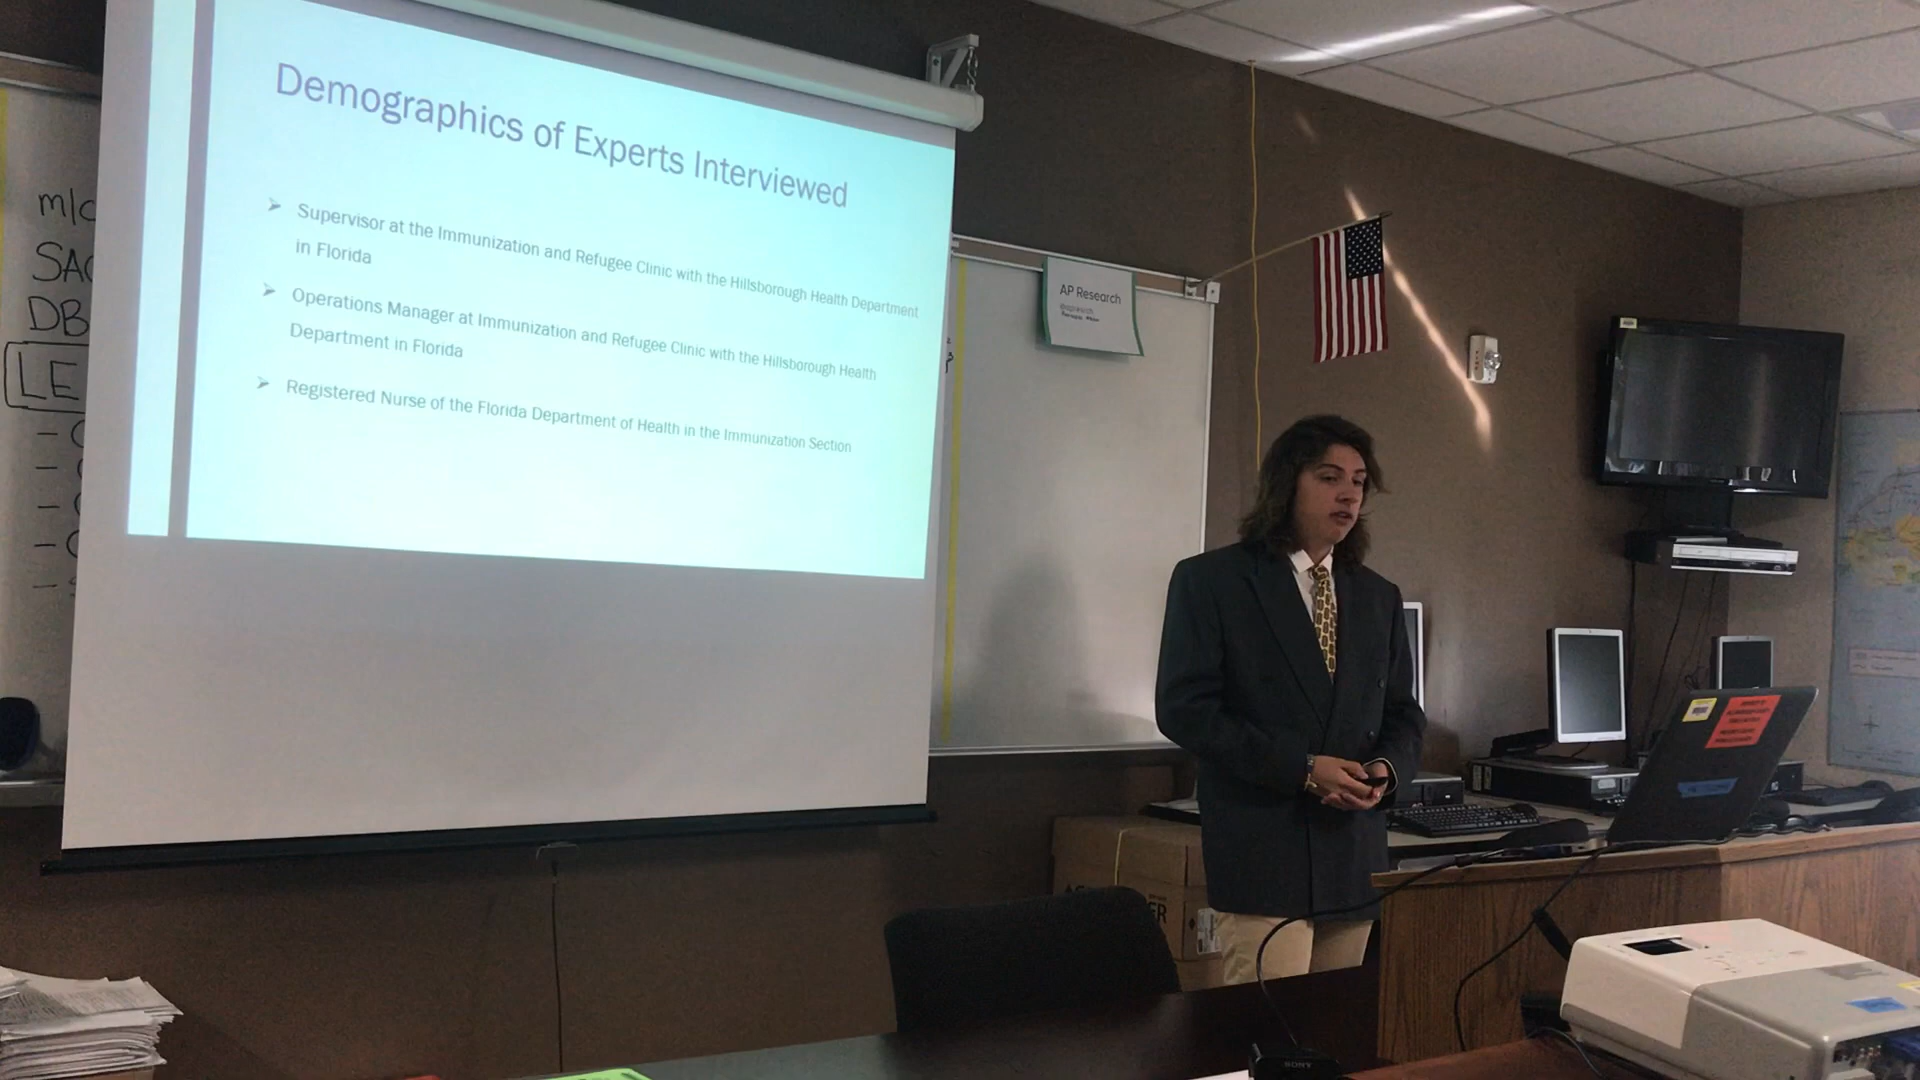 Demographics of Experts Interviewed
Supervisor at the Immunization and Refugee Clinic with the Hillsborough Health Department
in Florida
Operations Manager at Immunization and Refugee Clinic with the Hillsborough Health
Department in Florida
Registered Nurse of the Florida Department of Health in the Immunization Section
SA
DB
LE
AP Research
SONY